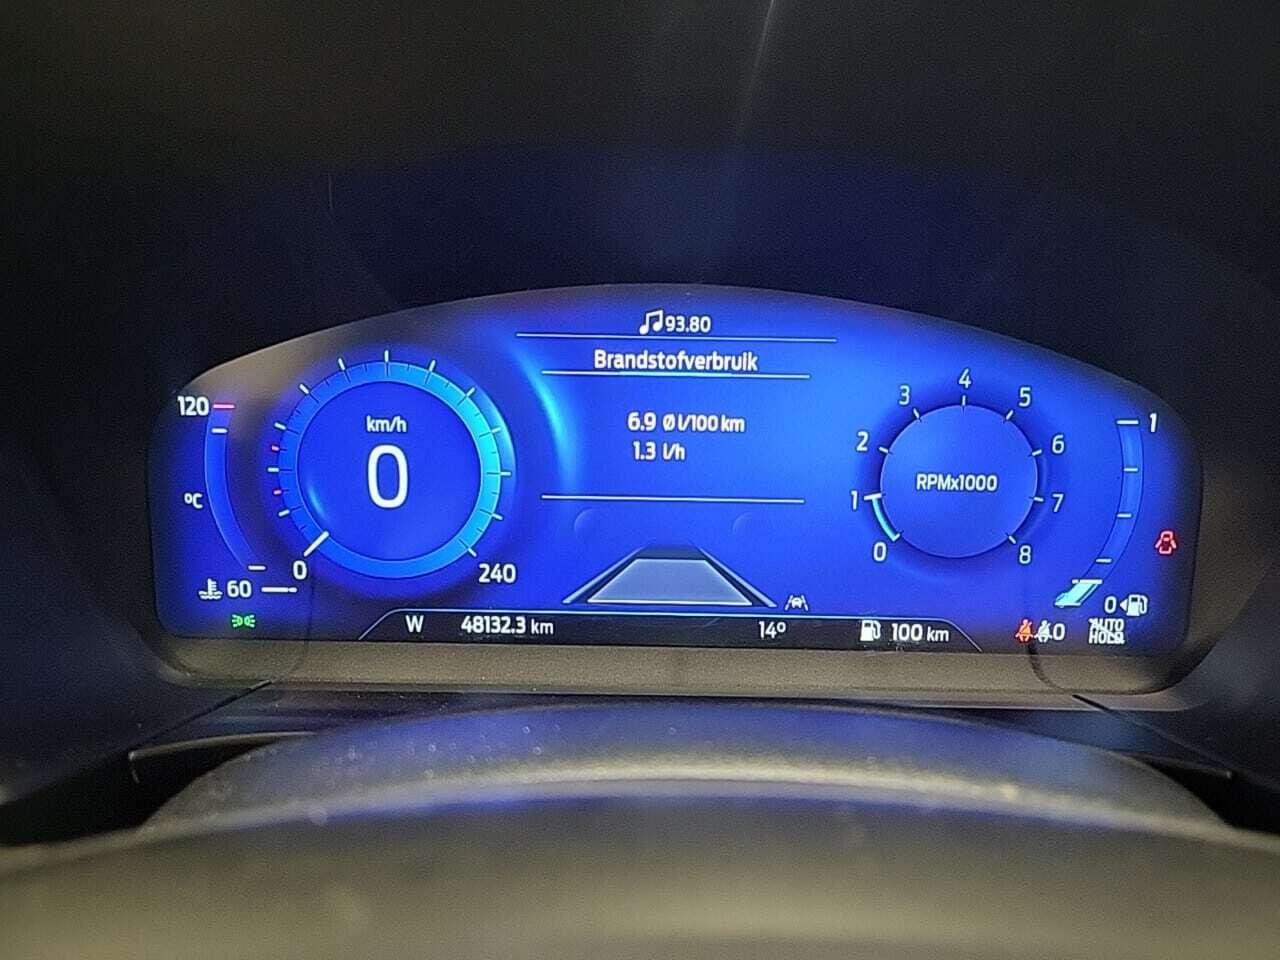 93.80
Brandstofverbruik
6.9 Ø l/100 km
1.3 l/h
120
°C
60
km/h
0
0
240
0
1
2
3
4
5
6
7
8
RPMx1000
1
0
W
48132.3 km
14°
100 km
0
AUTO
HOLD